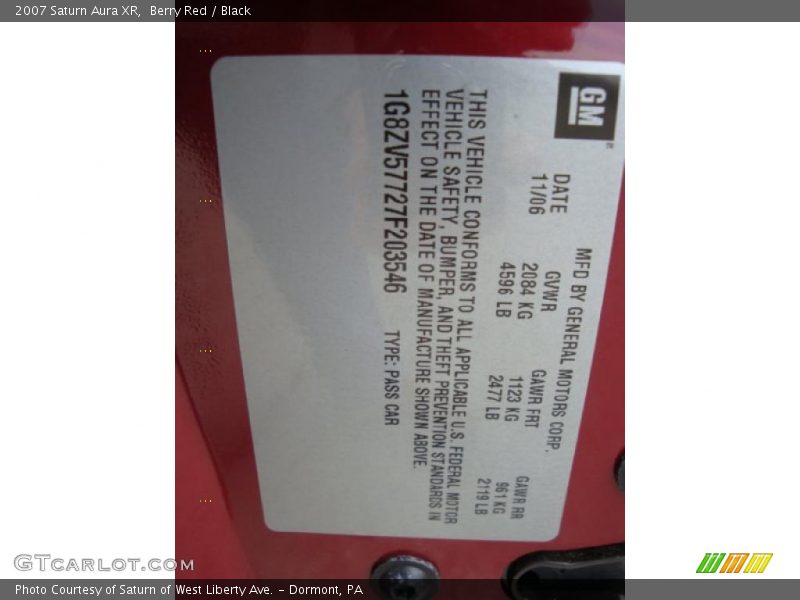 2007 Saturn Aura XR,  Berry Red / Black
GM
MFD BY GENERAL MOTORS CORP.
DATE GVWR GAWR FRT GAWR RR
11/06 2084 KG 1123 KG 961 KG
4596 LB 2477 LB 2119 LB
THIS VEHICLE CONFORMS TO ALL APPLICABLE U.S. FEDERAL MOTOR
VEHICLE SAFETY, BUMPER, AND THEFT PREVENTION STANDARDS IN
EFFECT ON THE DATE OF MANUFACTURE SHOWN ABOVE.
1G8ZV57727F203546 TYPE: PASS CAR
GTCARLOT.COM
Photo Courtesy of Saturn of West Liberty Ave. - Dormont, PA